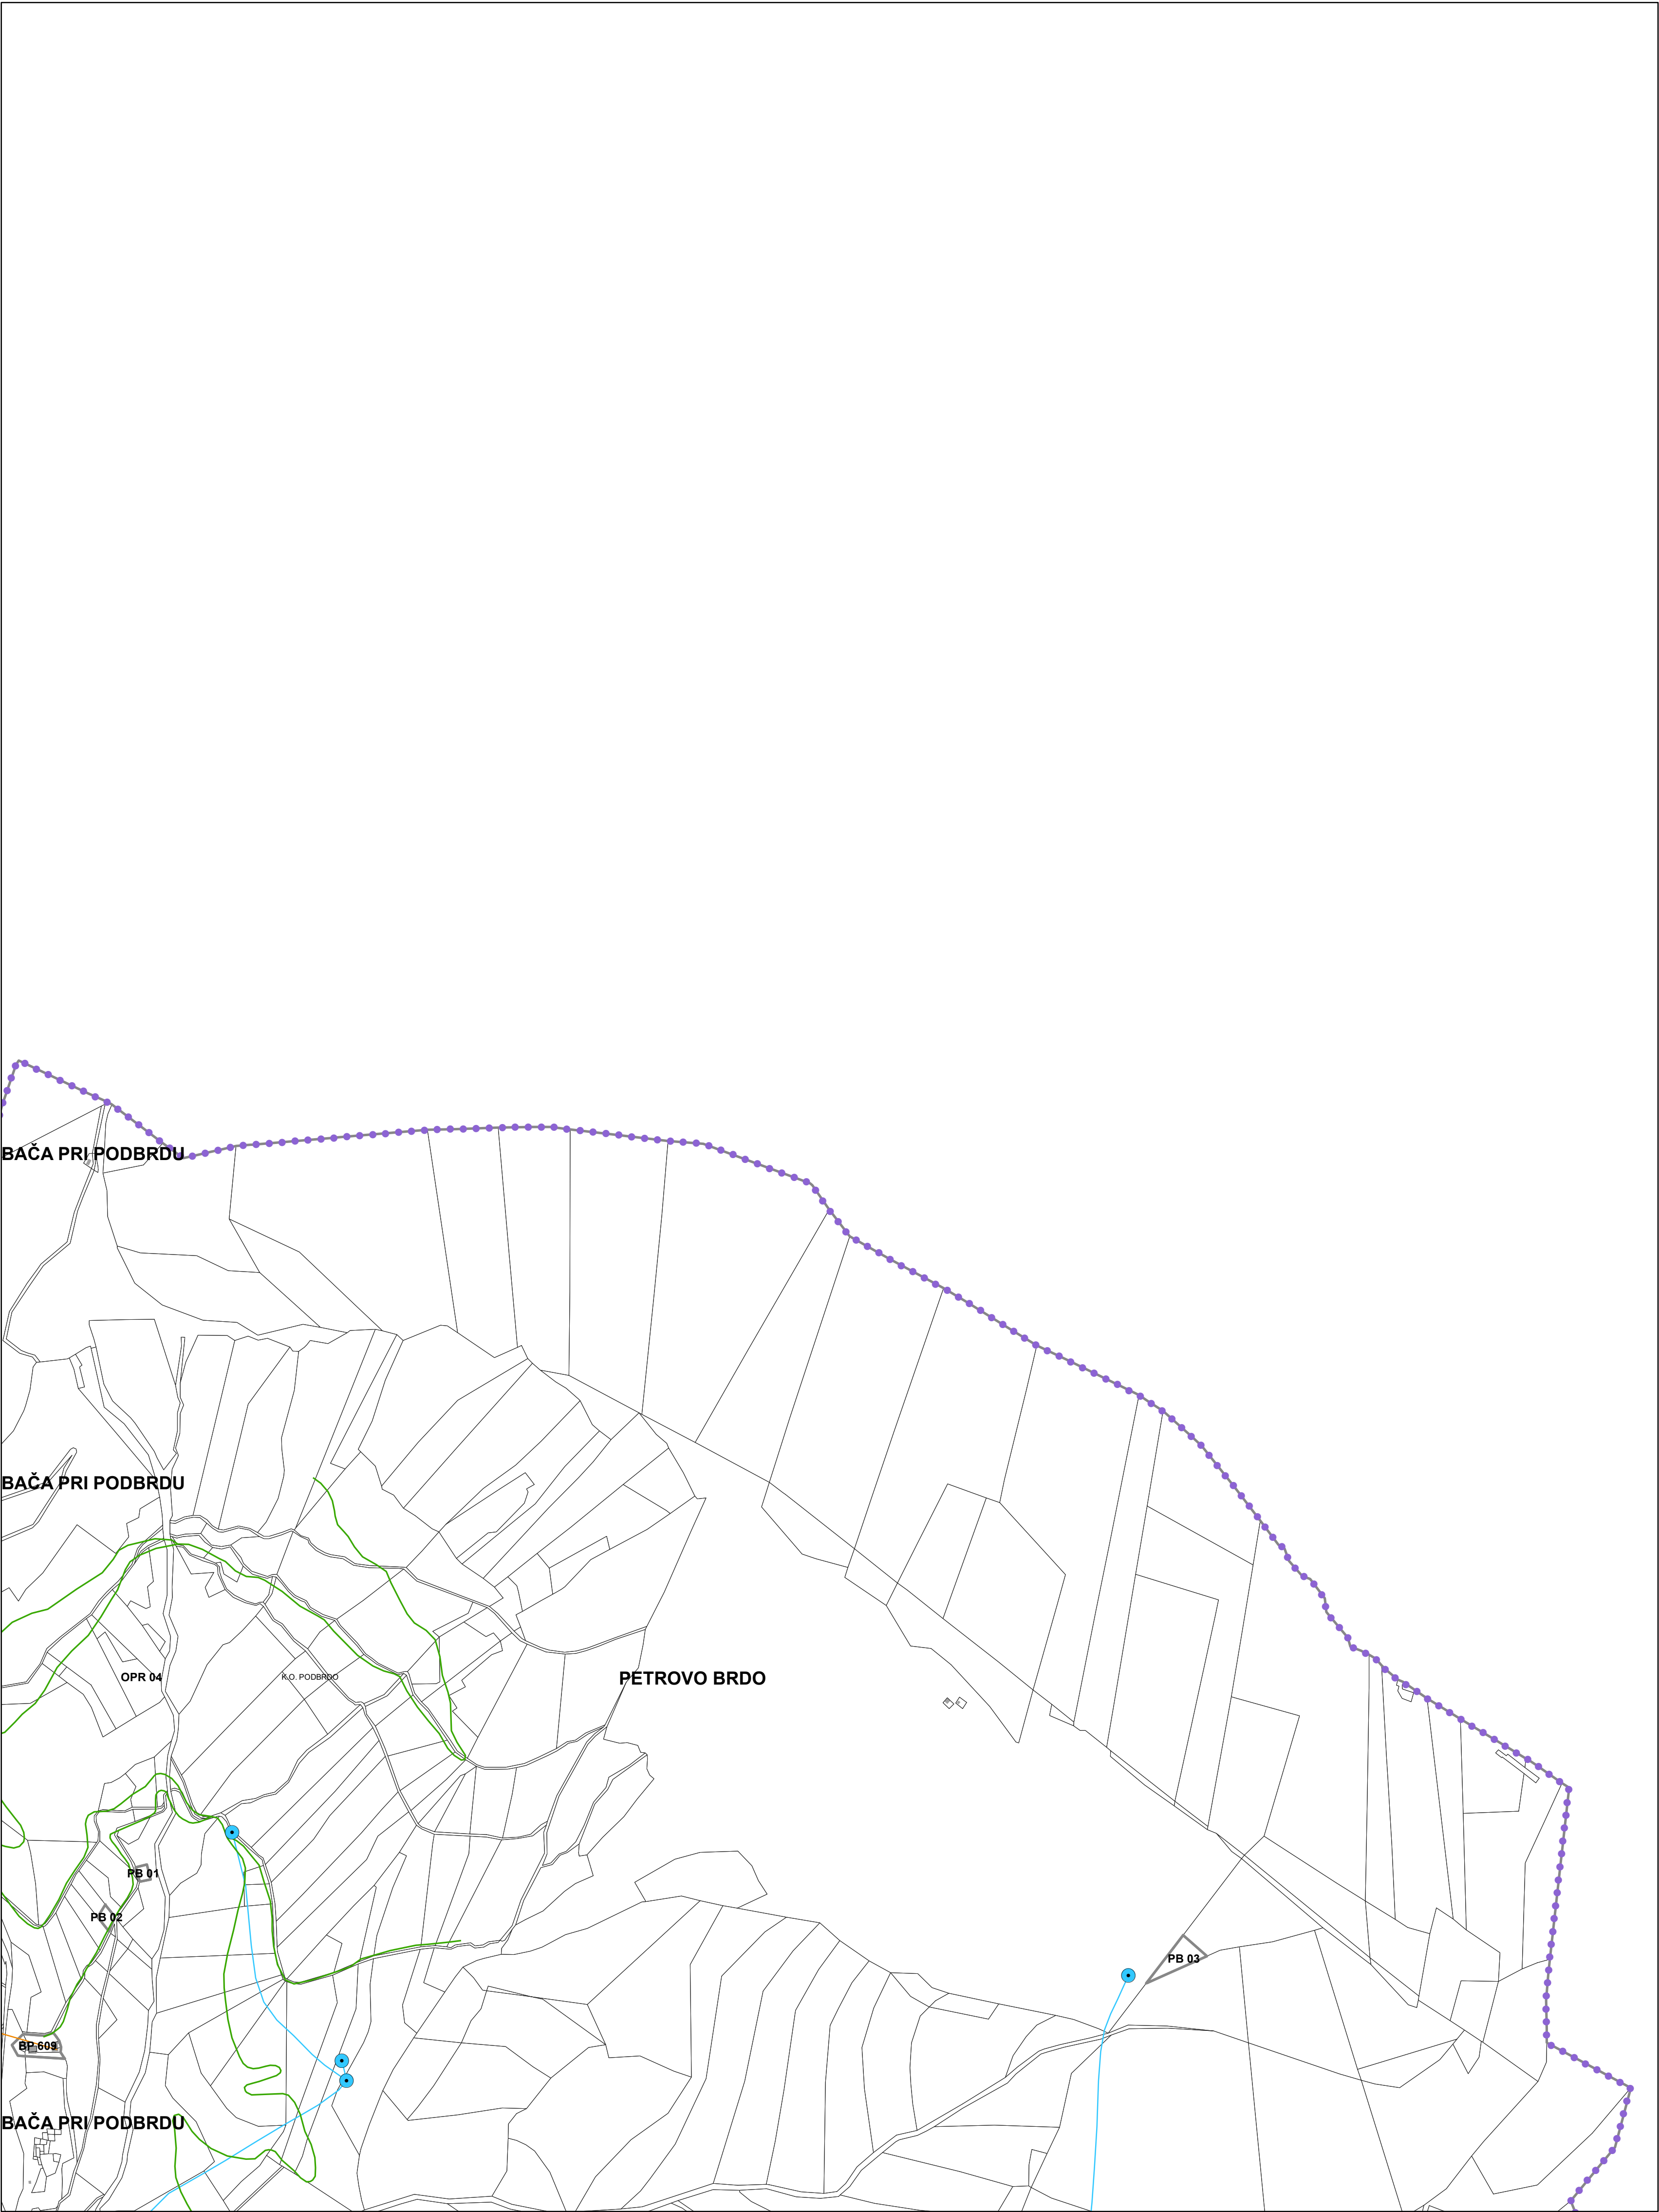 BAČA PRI PODBRDU
BAČA PRI PODBRDU
OPR 04
K.O. PODBRDO
PETROVO BRDO
PB 01
PB 02
PB 03
BP 609
BAČA PRI PODBRDU